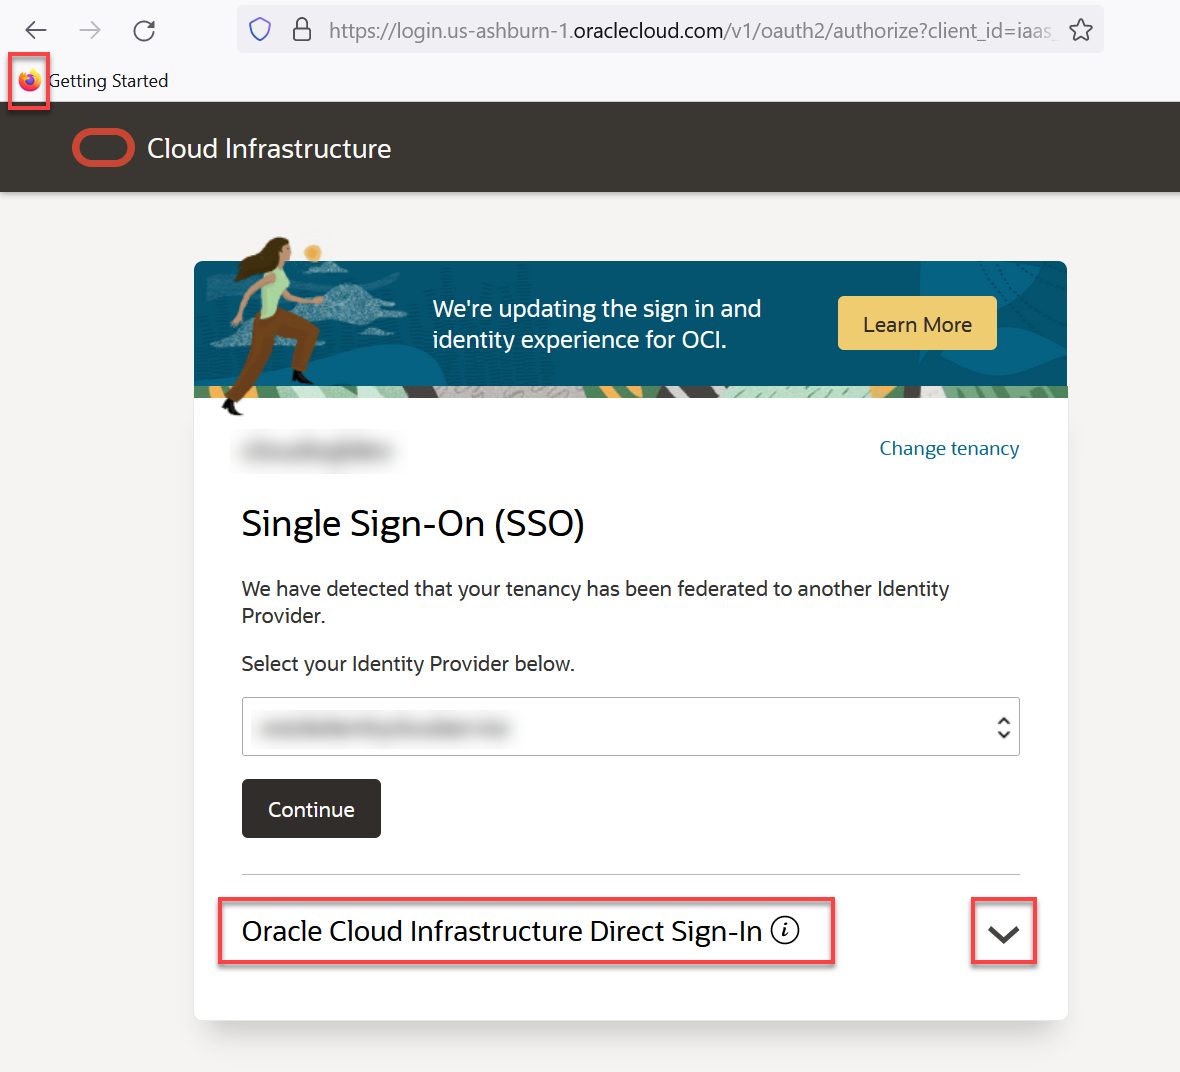 https://login.us-ashburn-1.oraclecloud.com/v1/oauth2/authorize?client_id=iaas_
Getting Started
Cloud Infrastructure
We're updating the sign in and
identity experience for OCI.
Learn More
Change tenancy
Single Sign-On (SSO)
We have detected that your tenancy has been federated to another Identity
Provider.
Select your Identity Provider below.
Continue
Oracle Cloud Infrastructure Direct Sign-In i